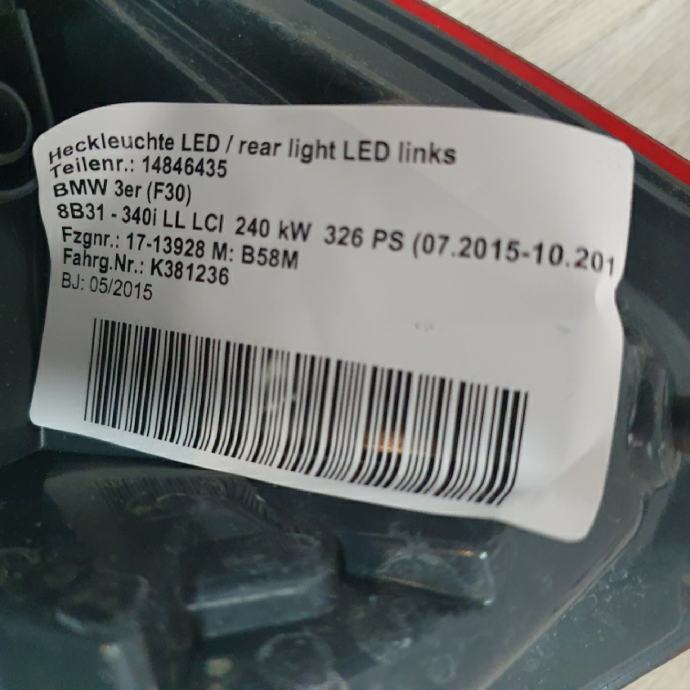 Heckleuchte LED / rear light LED links
Teilenr.: 14846435
BMW 3er (F30)
8B31 - 340i LL LCI 240 kW 326 PS (07.2015-10.201
Fzgnr.: 17-13928 M: B58M
Fahrg.Nr.: K381236
BJ: 05/2015